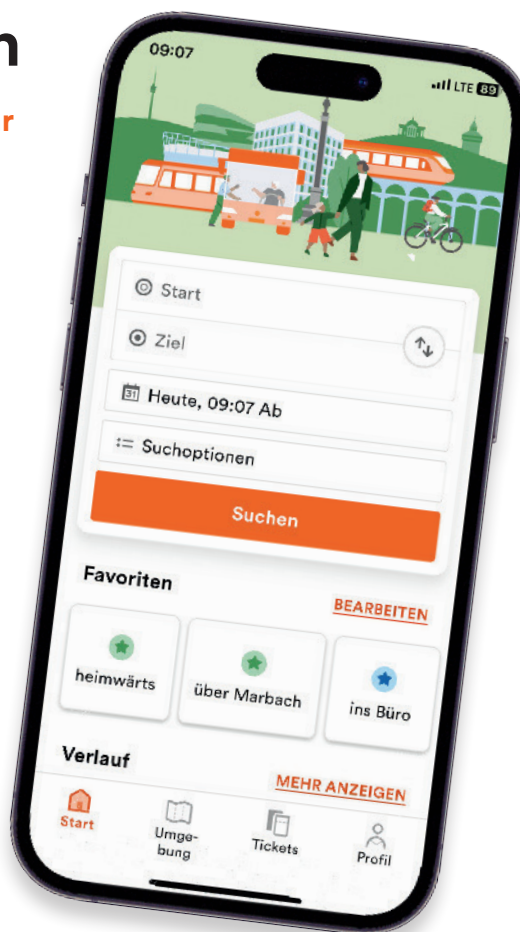 n
r
09:07
LTE 89
Start
Ziel
31 Heute, 09:07 Ab
Suchoptionen
Suchen
Favoriten
BEARBEITEN
heimwärts
über Marbach
ins Büro
Verlauf
MEHR ANZEIGEN
Start
Umge-
bung
Tickets
Profil